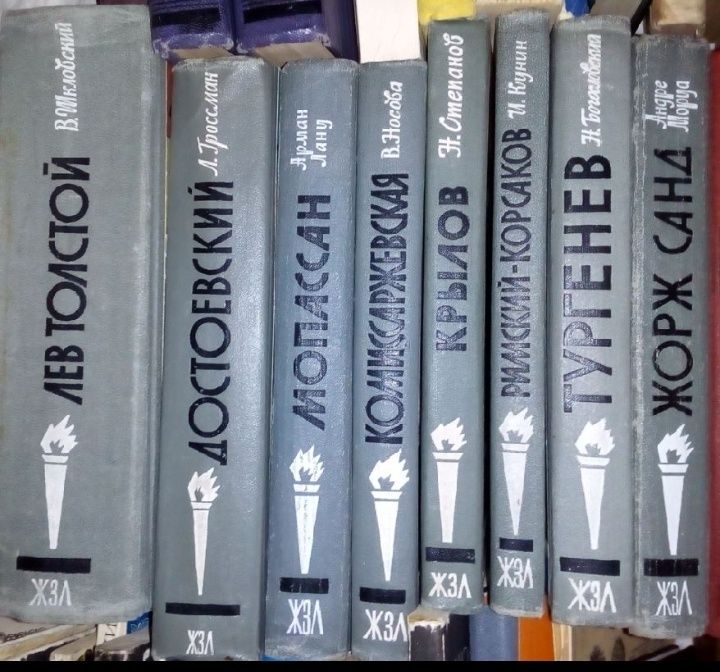 В. Шкловский
ЛЕВ ТОЛСТОЙ
ЖЗЛ
Л. Гроссман
ДОСТОЕВСКИЙ
ЖЗЛ
Арман
Лану
МОПАССАН
ЖЗЛ
В. Носова
КОМИССАРЖЕВСКАЯ
ЖЗЛ
Н. Степанов
КРЫЛОВ
ЖЗЛ
И. Кунин
РИМСКИЙ-КОРСАКОВ
ЖЗЛ
Н. Богословский
ТУРГЕНЕВ
ЖЗЛ
Андре
Моруа
ЖОРЖ САНД
ЖЗЛ